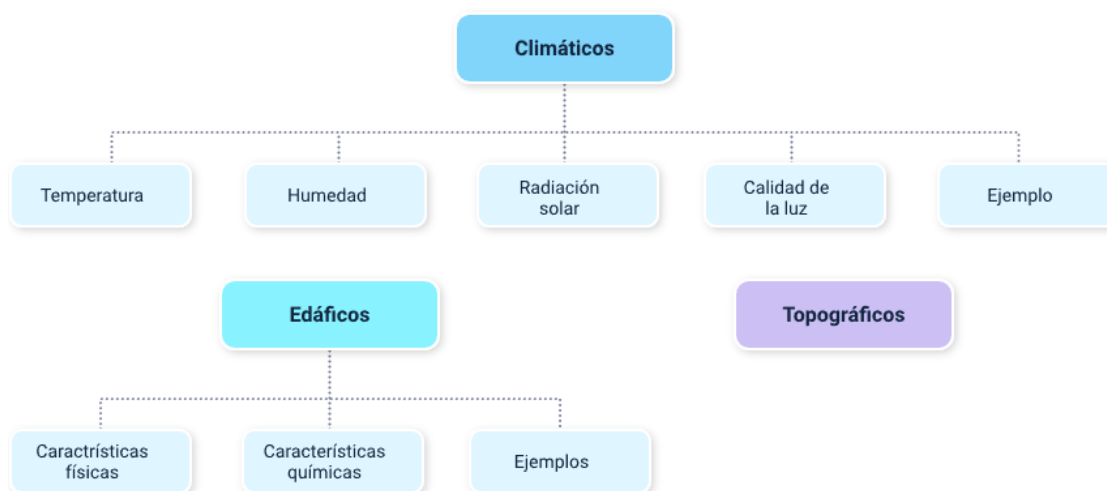 Climáticos
Temperatura
Humedad
Radiación
solar
Calidad de
la luz
Ejemplo
Edáficos
Topográficos
Caractrísticas
físicas
Características
químicas
Ejemplos